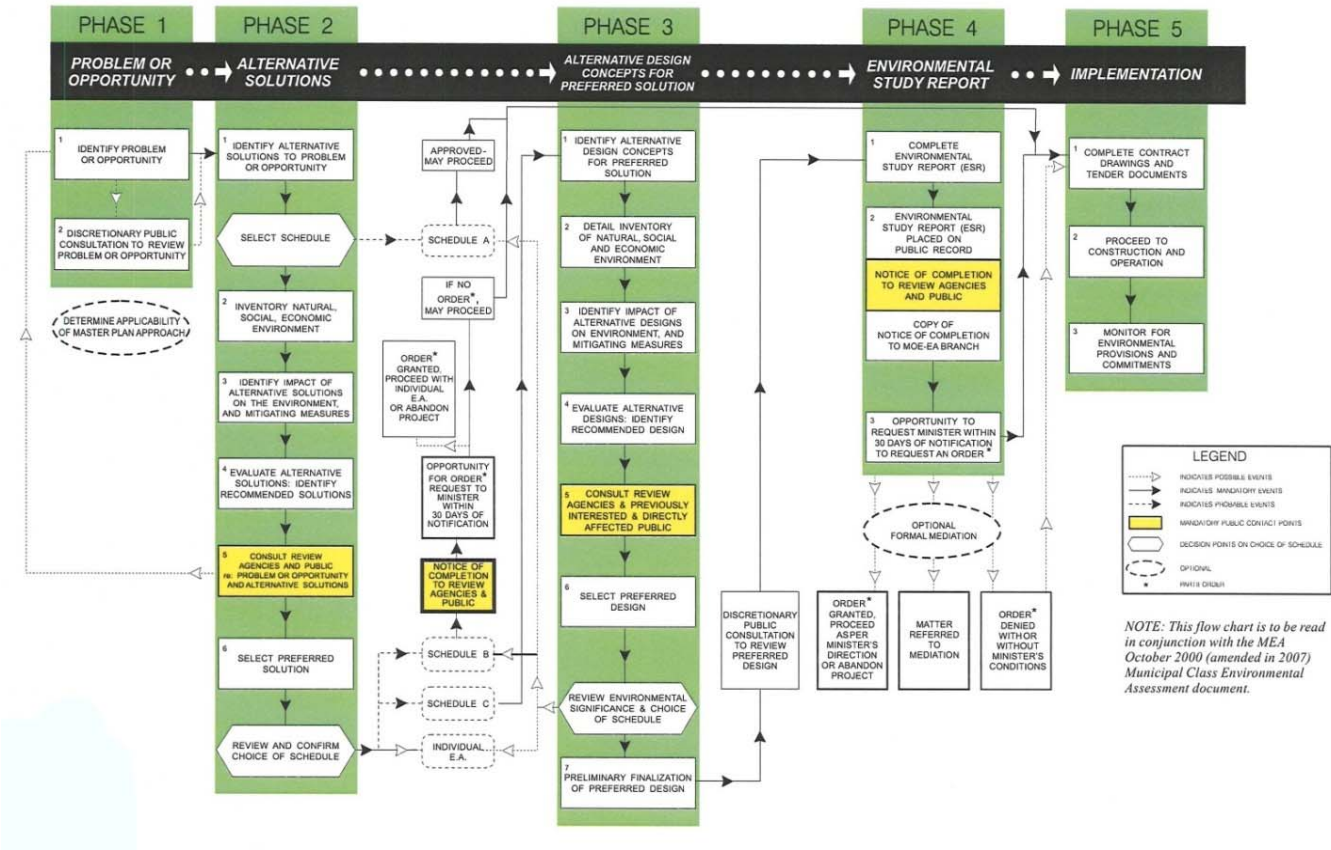 PHASE 1
PROBLEM OR
OPPORTUNITY
1
IDENTIFY PROBLEM
OR OPPORTUNITY
2
DISCRETIONARY PUBLIC
CONSULTATION TO REVIEW
PROBLEM OR OPPORTUNITY
DETERMINE APPLICABILITY
OF MASTER PLAN APPROACH
PHASE 2
ALTERNATIVE
SOLUTIONS
1
IDENTIFY ALTERNATIVE
SOLUTIONS TO PROBLEM
OR OPPORTUNITY
SELECT SCHEDULE
2
INVENTORY NATURAL,
SOCIAL, ECONOMIC
ENVIRONMENT
3
IDENTIFY IMPACT OF
ALTERNATIVE SOLUTIONS
ON THE ENVIRONMENT,
AND MITIGATING MEASURES
4
EVALUATE ALTERNATIVE
SOLUTIONS: IDENTIFY
RECOMMENDED SOLUTIONS
5
CONSULT REVIEW
AGENCIES AND PUBLIC
re: PROBLEM OR OPPORTUNITY
AND ALTERNATIVE SOLUTIONS
6
SELECT PREFERRED
SOLUTION
REVIEW AND CONFIRM
CHOICE OF SCHEDULE
APPROVED-
MAY PROCEED
SCHEDULE A
IF NO
ORDER*,
MAY PROCEED
ORDER*
GRANTED,
PROCEED WITH
INDIVIDUAL
E.A.
OR ABANDON
PROJECT
OPPORTUNITY
FOR ORDER*
REQUEST TO
MINISTER
WITHIN
30 DAYS OF
NOTIFICATION
NOTICE OF
COMPLETION
TO REVIEW
AGENCIES &
PUBLIC
SCHEDULE B
SCHEDULE C
INDIVIDUAL
E.A.
PHASE 3
ALTERNATIVE DESIGN
CONCEPTS FOR
PREFERRED SOLUTION
1
IDENTIFY ALTERNATIVE
DESIGN CONCEPTS
FOR PREFERRED
SOLUTION
2
DETAIL INVENTORY
OF NATURAL, SOCIAL
AND ECONOMIC
ENVIRONMENT
3
IDENTIFY IMPACT OF
ALTERNATIVE DESIGNS
ON ENVIRONMENT, AND
MITIGATING MEASURES
4
EVALUATE ALTERNATIVE
DESIGNS: IDENTIFY
RECOMMENDED DESIGN
5
CONSULT REVIEW
AGENCIES & PREVIOUSLY
INTERESTED & DIRECTLY
AFFECTED PUBLIC
6
SELECT PREFERRED
DESIGN
REVIEW ENVIRONMENTAL
SIGNIFICANCE & CHOICE
OF SCHEDULE
7
PRELIMINARY FINALIZATION
OF PREFERRED DESIGN
DISCRETIONARY
PUBLIC
CONSULTATION
TO REVIEW
PREFERRED
DESIGN
PHASE 4
ENVIRONMENTAL
STUDY REPORT
1
COMPLETE
ENVIRONMENTAL
STUDY REPORT (ESR)
2
ENVIRONMENTAL
STUDY REPORT (ESR)
PLACED ON
PUBLIC RECORD
NOTICE OF COMPLETION
TO REVIEW AGENCIES
AND PUBLIC
COPY OF
NOTICE OF COMPLETION
TO MOE-EA BRANCH
3
OPPORTUNITY TO
REQUEST MINISTER WITHIN
30 DAYS OF NOTIFICATION
TO REQUEST AN ORDER*
OPTIONAL
FORMAL MEDIATION
ORDER*
GRANTED,
PROCEED
AS PER
MINISTER'S
DIRECTION
OR ABANDON
PROJECT
MATTER
REFERRED
TO
MEDIATION
ORDER*
DENIED
WITH OR
WITHOUT
MINISTER'S
CONDITIONS
PHASE 5
IMPLEMENTATION
1
COMPLETE CONTRACT
DRAWINGS AND
TENDER DOCUMENTS
2
PROCEED TO
CONSTRUCTION AND
OPERATION
3
MONITOR FOR
ENVIRONMENTAL
PROVISIONS AND
COMMITMENTS
LEGEND
INDICATES POSSIBLE EVENTS
INDICATES MANDATORY EVENTS
INDICATES PROBABLE EVENTS
MANDATORY PUBLIC CONTACT POINTS
DECISION POINTS ON CHOICE OF SCHEDULE
OPTIONAL
* PART II ORDER
NOTE: This flow chart is to be read
in conjunction with the MEA
October 2000 (amended in 2007)
Municipal Class Environmental
Assessment document.